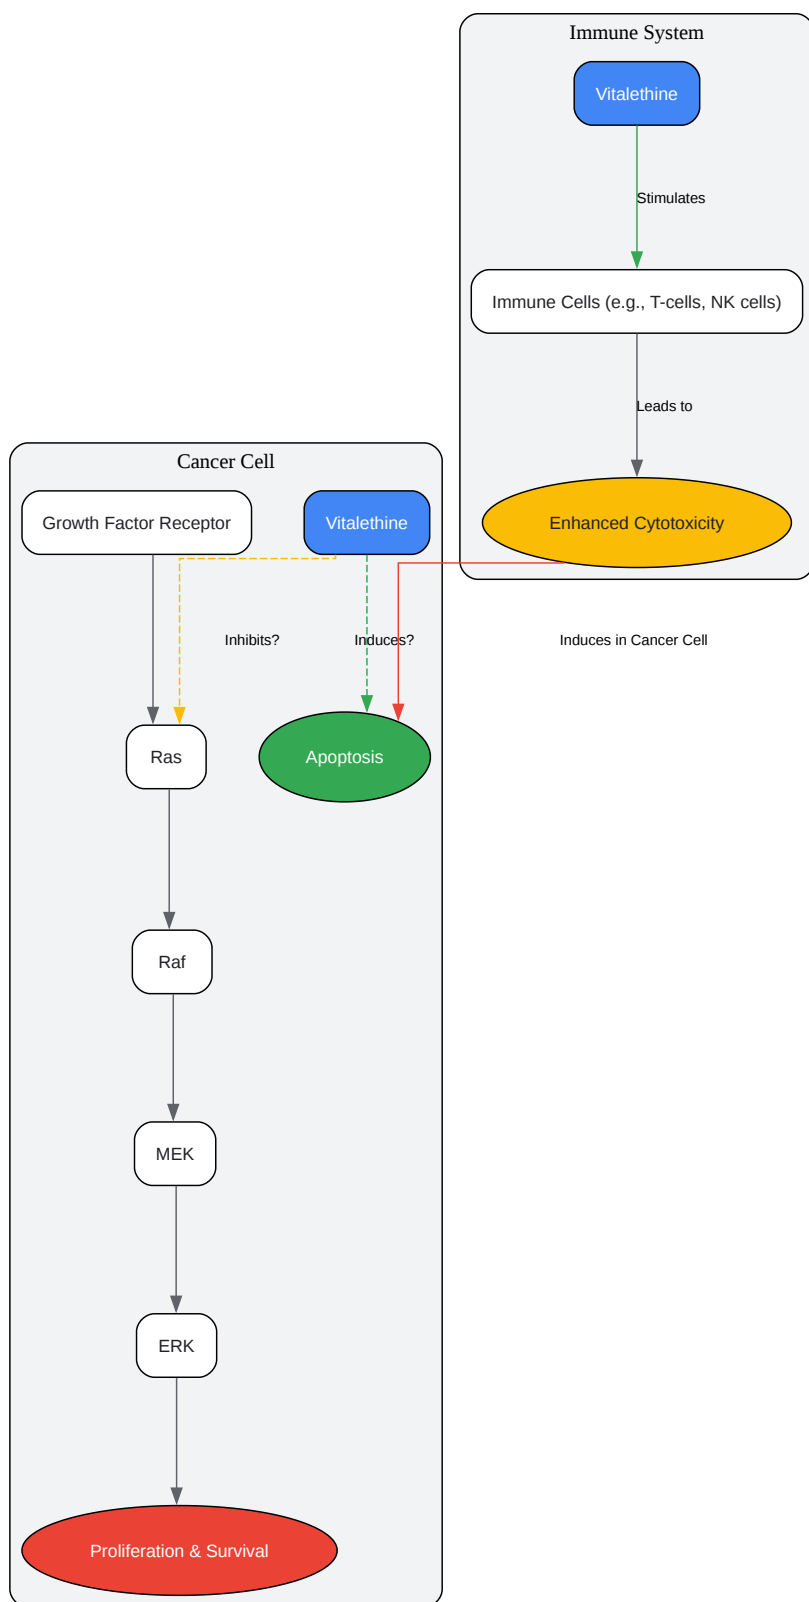 Immune System
Vitalethine
Stimulates
Immune Cells (e.g., T-cells, NK cells)
Leads to
Enhanced Cytotoxicity
Cancer Cell
Growth Factor Receptor
Vitalethine
Inhibits?
Induces?
Induces in Cancer Cell
Ras
Apoptosis
Raf
MEK
ERK
Proliferation & Survival